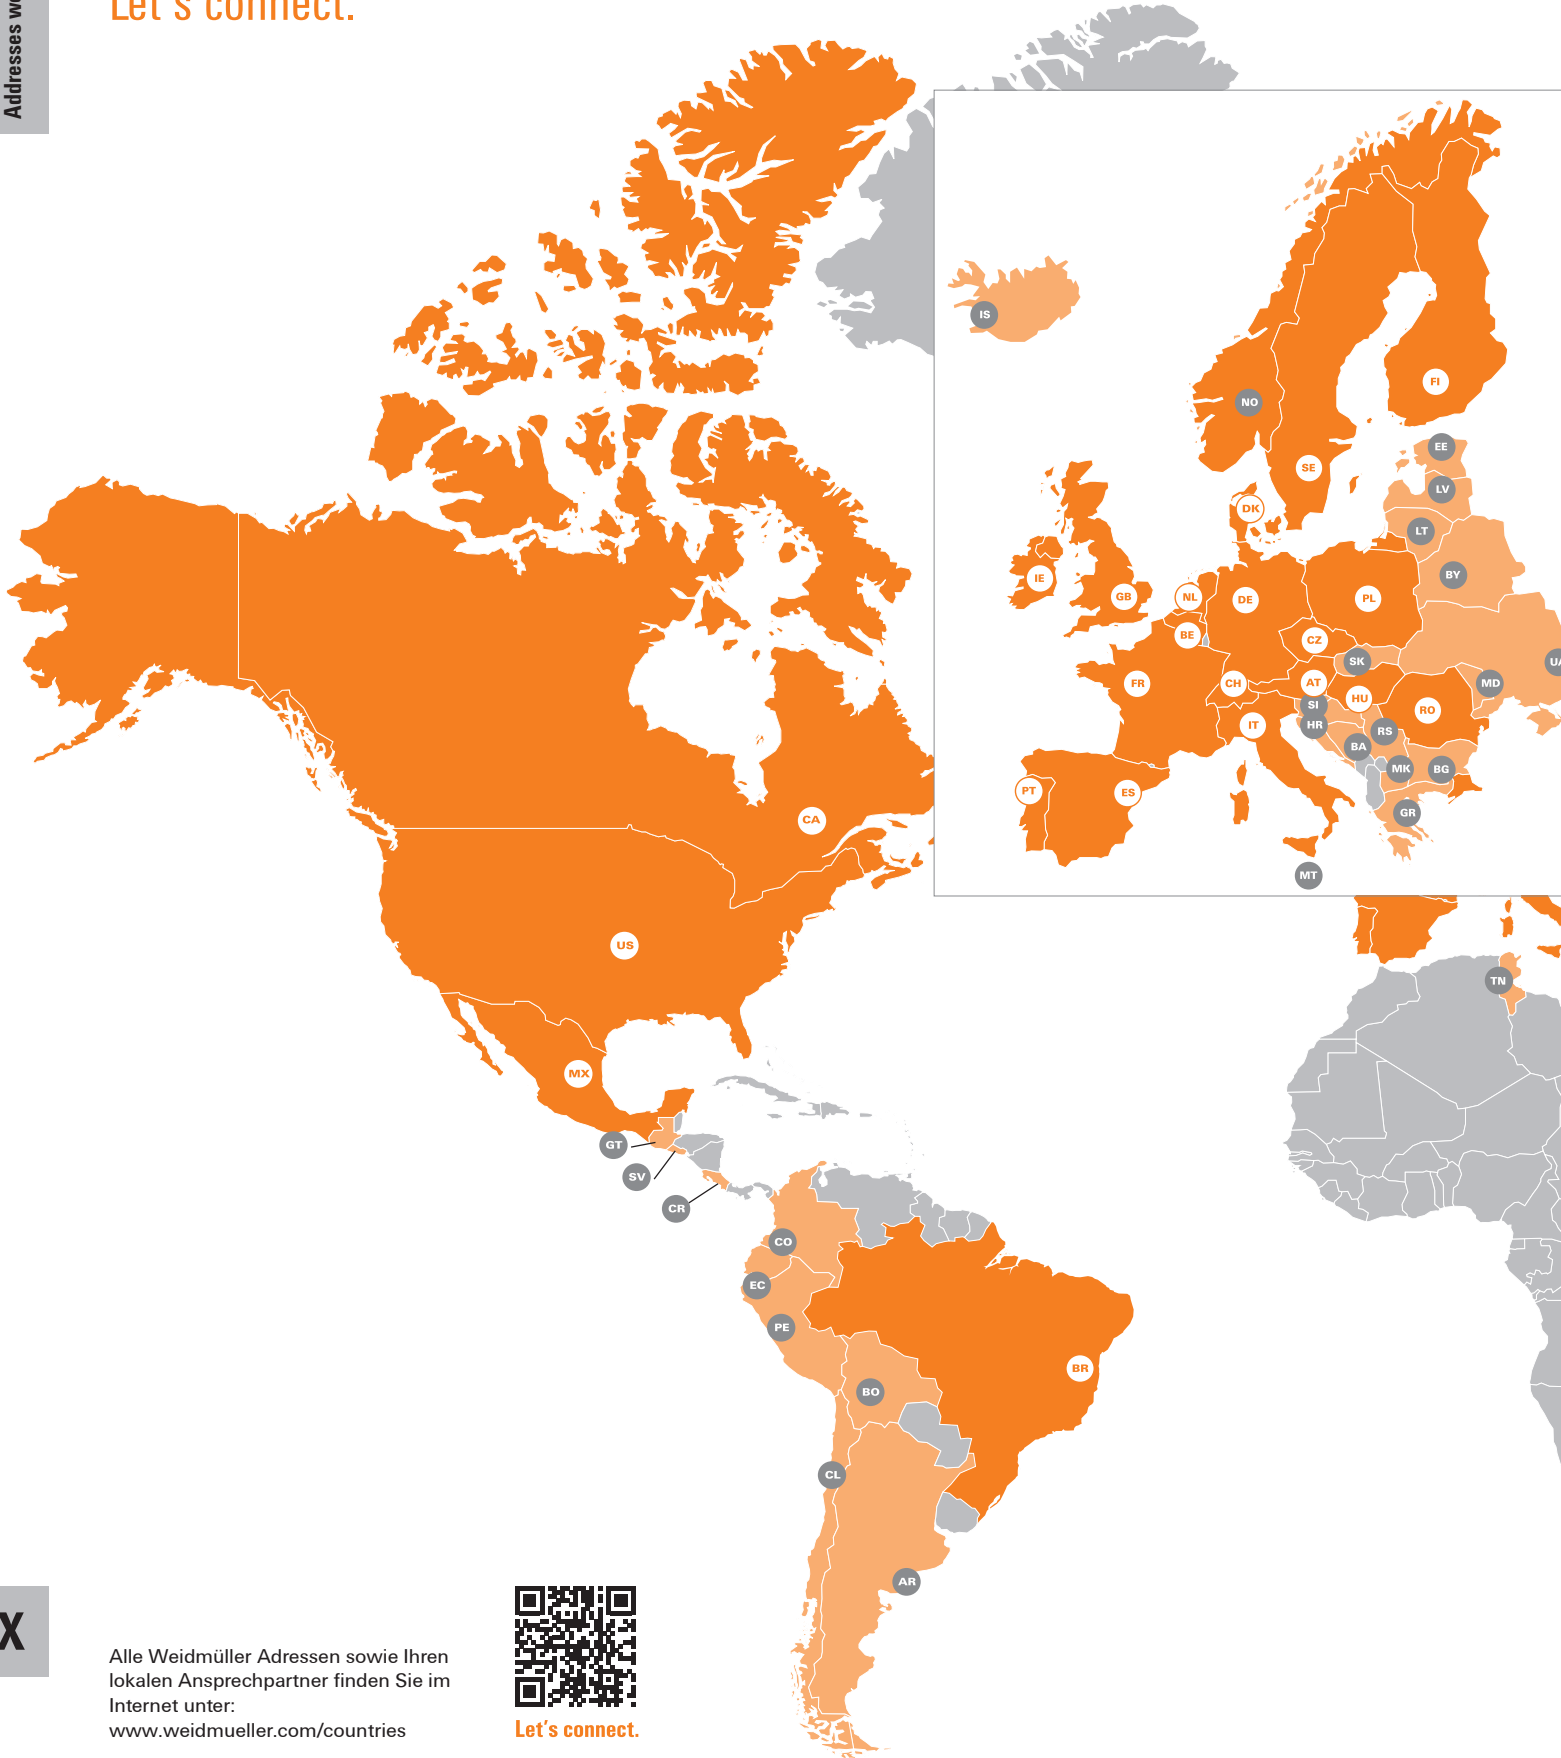 Let's connect.
Addresses
IS
NO
FI
SE
EE
LV
LT
DK
BY
IE
GB
NL
DE
PL
BE
CZ
SK
UA
FR
CH
AT
MD
SI
HU
RO
HR
IT
RS
BA
MK
BG
PT
ES
GR
MT
CA
US
TN
MX
GT
SV
CR
CO
EC
PE
BR
BO
CL
AR
X
Alle Weidmüller Adressen sowie Ihren
lokalen Ansprechpartner finden Sie im
Internet unter:
www.weidmueller.com/countries
Let's connect.